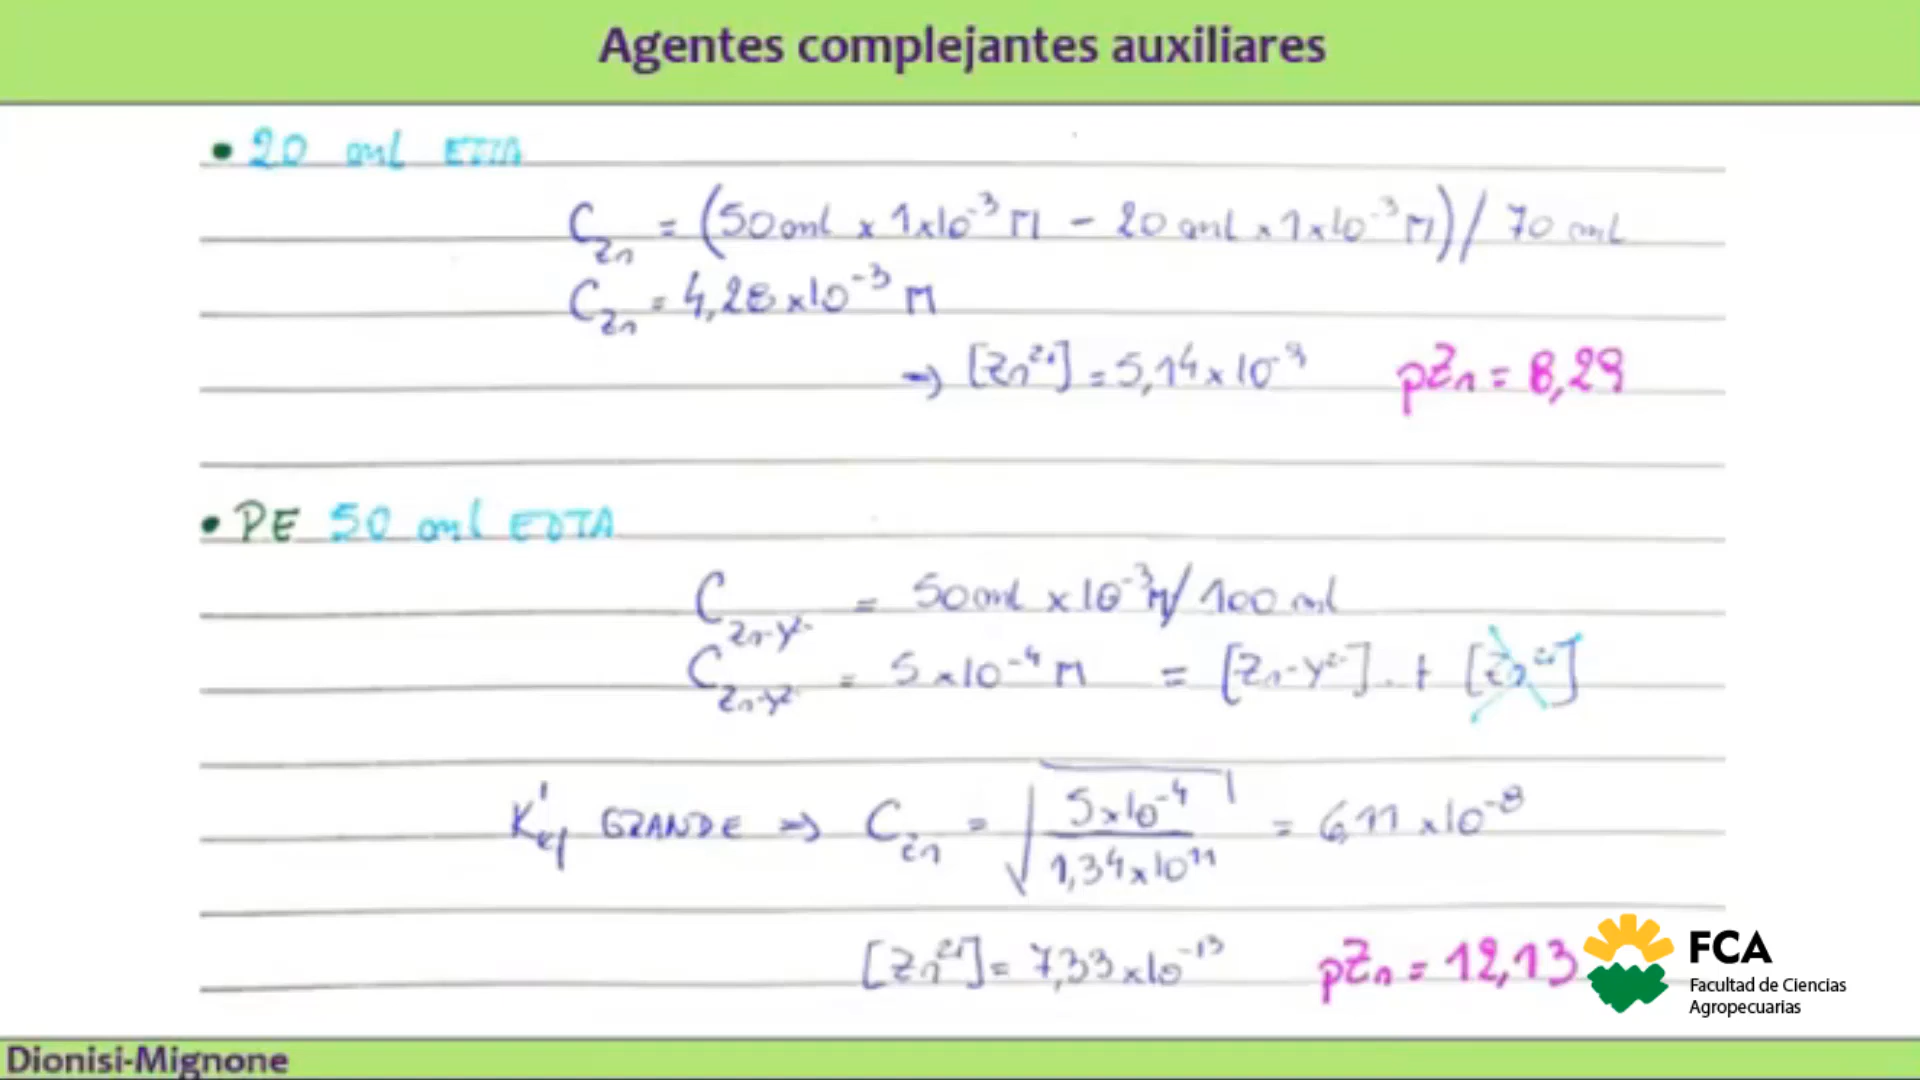 Agentes complejantes auxiliares
• 20 ml EDTA
C_Zn = (50 ml x 1x10⁻³ M - 20 ml x 1x10⁻³ M) / 70 ml
C_Zn = 4,28 x10⁻³ M
→ [Zn²⁺] = 5,14 x 10⁻⁹ pZn = 8,29
• PE 50 ml EDTA
C_Zn-Y²⁻ = 50 ml x 10⁻³ M / 100 ml
C_Zn-Y²⁻ = 5 x10⁻⁴ M = [Zn-Y²⁻] + [Zn²⁺]
K'ef GRANDE ⇒ C_Zn = √(5x10⁻⁴ / 1,34x10¹¹) = 6,11 x10⁻⁸
[Zn²⁺] = 7,33 x10⁻¹³ pZn = 12,13
FCA
Facultad de Ciencias
Agropecuarias
Dionisi-Mignone